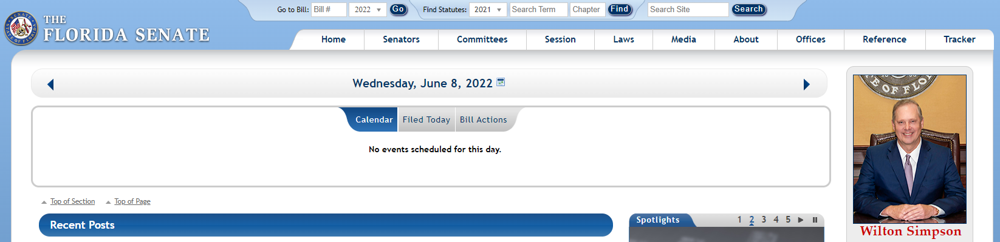 Go to Bill: Bill # 2022 Go Find Statutes: 2021 Search Term Chapter Find Search Site Search
THE
FLORIDA SENATE
Home Senators Committees Session Laws Media About Offices Reference Tracker
Wednesday, June 8, 2022
Calendar Filed Today Bill Actions
No events scheduled for this day.
Top of Section Top of Page
Recent Posts
Spotlights 1 2 3 4 5
E OF FLO
Wilton Simpson